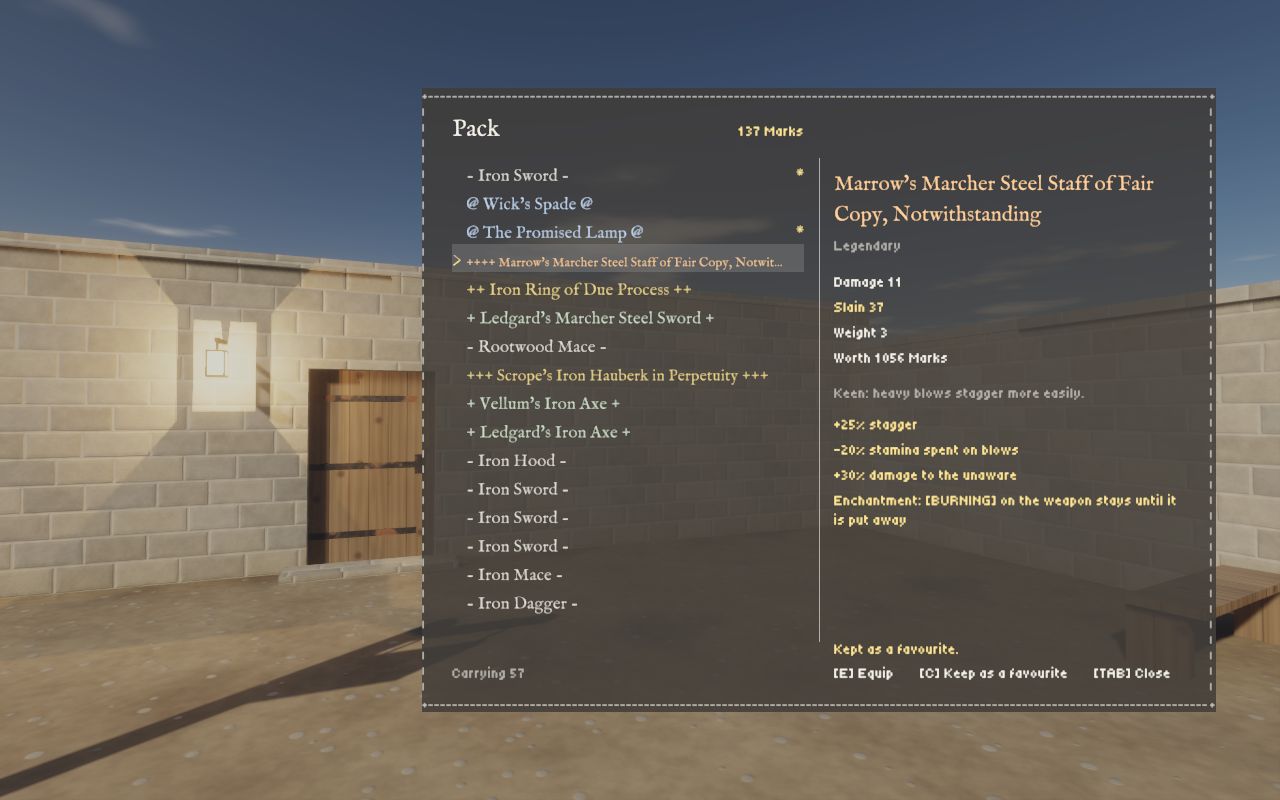 Pack
137 Marks
- Iron Sword - *
@ Wick's Spade @
@ The Promised Lamp @ *
> ++++ Marrow's Marcher Steel Staff of Fair Copy, Notwit...
++ Iron Ring of Due Process ++
+ Ledgard's Marcher Steel Sword +
- Rootwood Mace -
+++ Scrope's Iron Hauberk in Perpetuity +++
+ Vellum's Iron Axe +
+ Ledgard's Iron Axe +
- Iron Hood -
- Iron Sword -
- Iron Sword -
- Iron Sword -
- Iron Mace -
- Iron Dagger -
Carrying 57
Marrow's Marcher Steel Staff of Fair
Copy, Notwithstanding
Legendary
Damage 11
Slain 37
Weight 3
Worth 1056 Marks
Keen: heavy blows stagger more easily.
+25% stagger
-20% stamina spent on blows
+30% damage to the unaware
Enchantment: [BURNING] on the weapon stays until it
is put away
Kept as a favourite.
[E] Equip [C] Keep as a favourite [TAB] Close